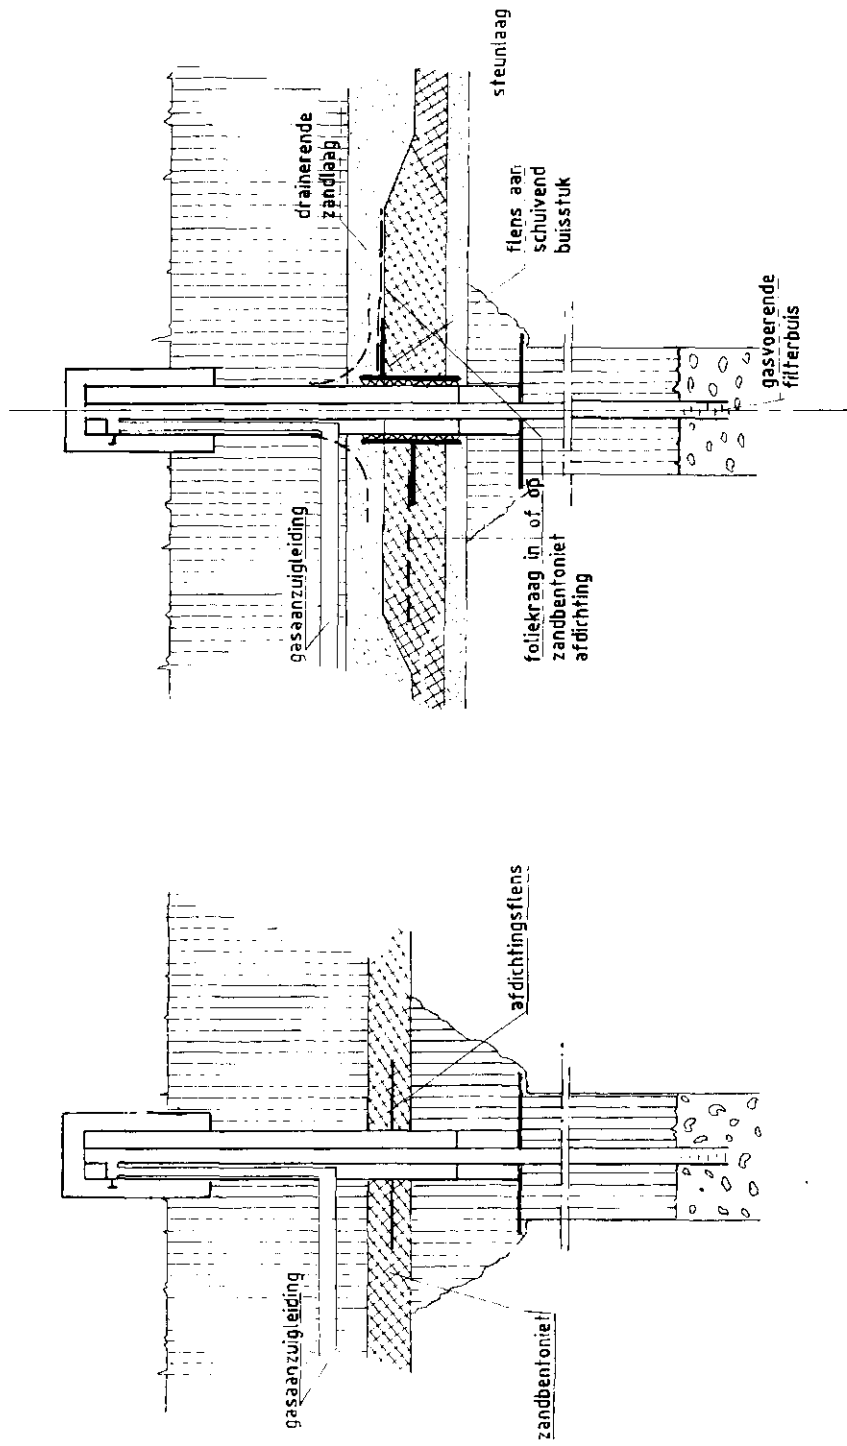 gasaanzuigleiding
zandbentoniet
afdichtingsflens
gasaanzuigleiding
foliekraag in of op
zandbentoniet
afdichting
drainerende
zandlaag
flens aan
schuivend
buisstuk
steunlaag
gasvoerende
filterbuis